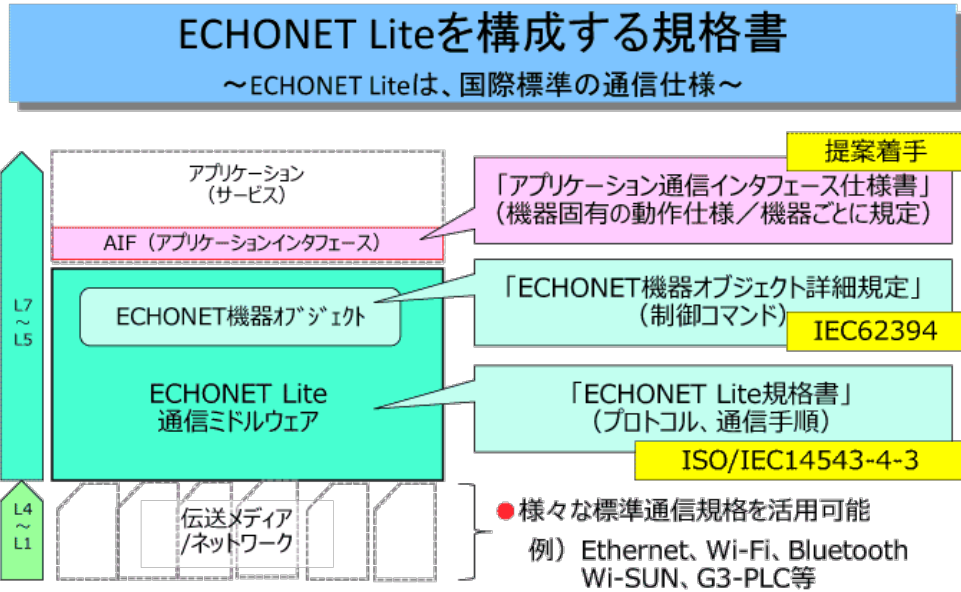 ECHONET Liteを構成する規格書
～ECHONET Liteは、国際標準の通信仕様～
提案着手
アプリケーション
（サービス）
「アプリケーション通信インタフェース仕様書」
（機器固有の動作仕様／機器ごとに規定）
AIF（アプリケーションインタフェース）
L7
～
L5
ECHONET機器ｵﾌﾞｼﾞｪｸﾄ
「ECHONET機器オブジェクト詳細規定」
（制御コマンド）
IEC62394
ECHONET Lite
通信ミドルウェア
「ECHONET Lite規格書」
（プロトコル、通信手順）
ISO/IEC14543-4-3
L4
～
L1
伝送メディア
/ネットワーク
●様々な標準通信規格を活用可能
例）Ethernet、Wi-Fi、Bluetooth
Wi-SUN、G3-PLC等